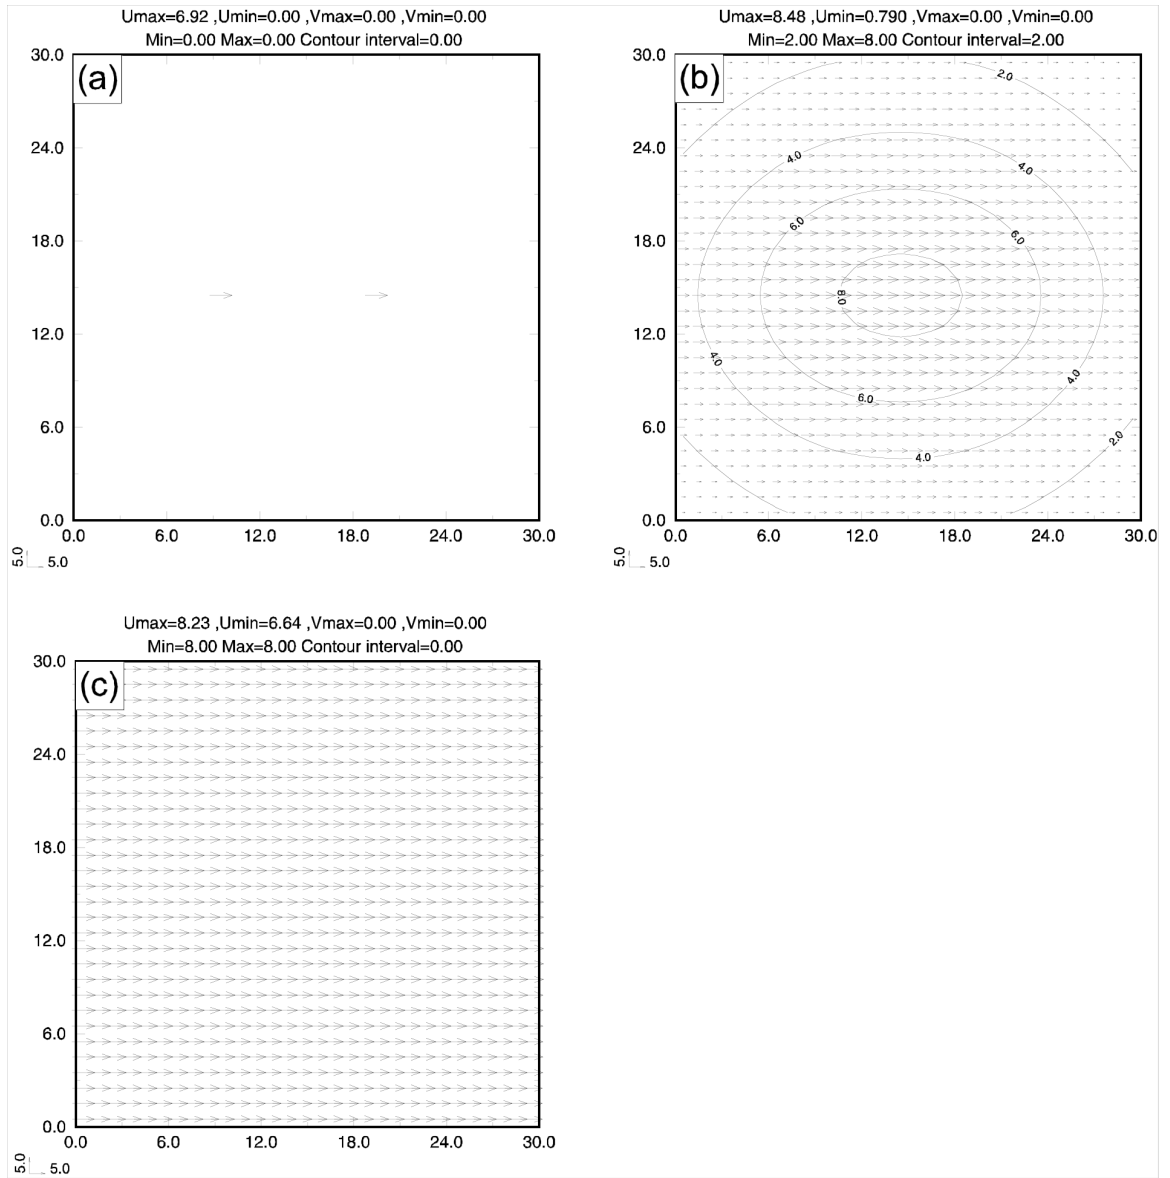 Umax=6.92 ,Umin=0.00 ,Vmax=0.00 ,Vmin=0.00
Min=0.00 Max=0.00 Contour interval=0.00
(a)
30.0
24.0
18.0
12.0
6.0
0.0
0.0 6.0 12.0 18.0 24.0 30.0
5.0
5.0
Umax=8.48 ,Umin=0.790 ,Vmax=0.00 ,Vmin=0.00
Min=2.00 Max=8.00 Contour interval=2.00
(b)
30.0
24.0
18.0
12.0
6.0
0.0
2.0
4.0
4.0
6.0
6.0
8.0
4.0
4.0
6.0
2.0
4.0
0.0 6.0 12.0 18.0 24.0 30.0
5.0
5.0
Umax=8.23 ,Umin=6.64 ,Vmax=0.00 ,Vmin=0.00
Min=8.00 Max=8.00 Contour interval=0.00
(c)
30.0
24.0
18.0
12.0
6.0
0.0
0.0 6.0 12.0 18.0 24.0 30.0
5.0
5.0